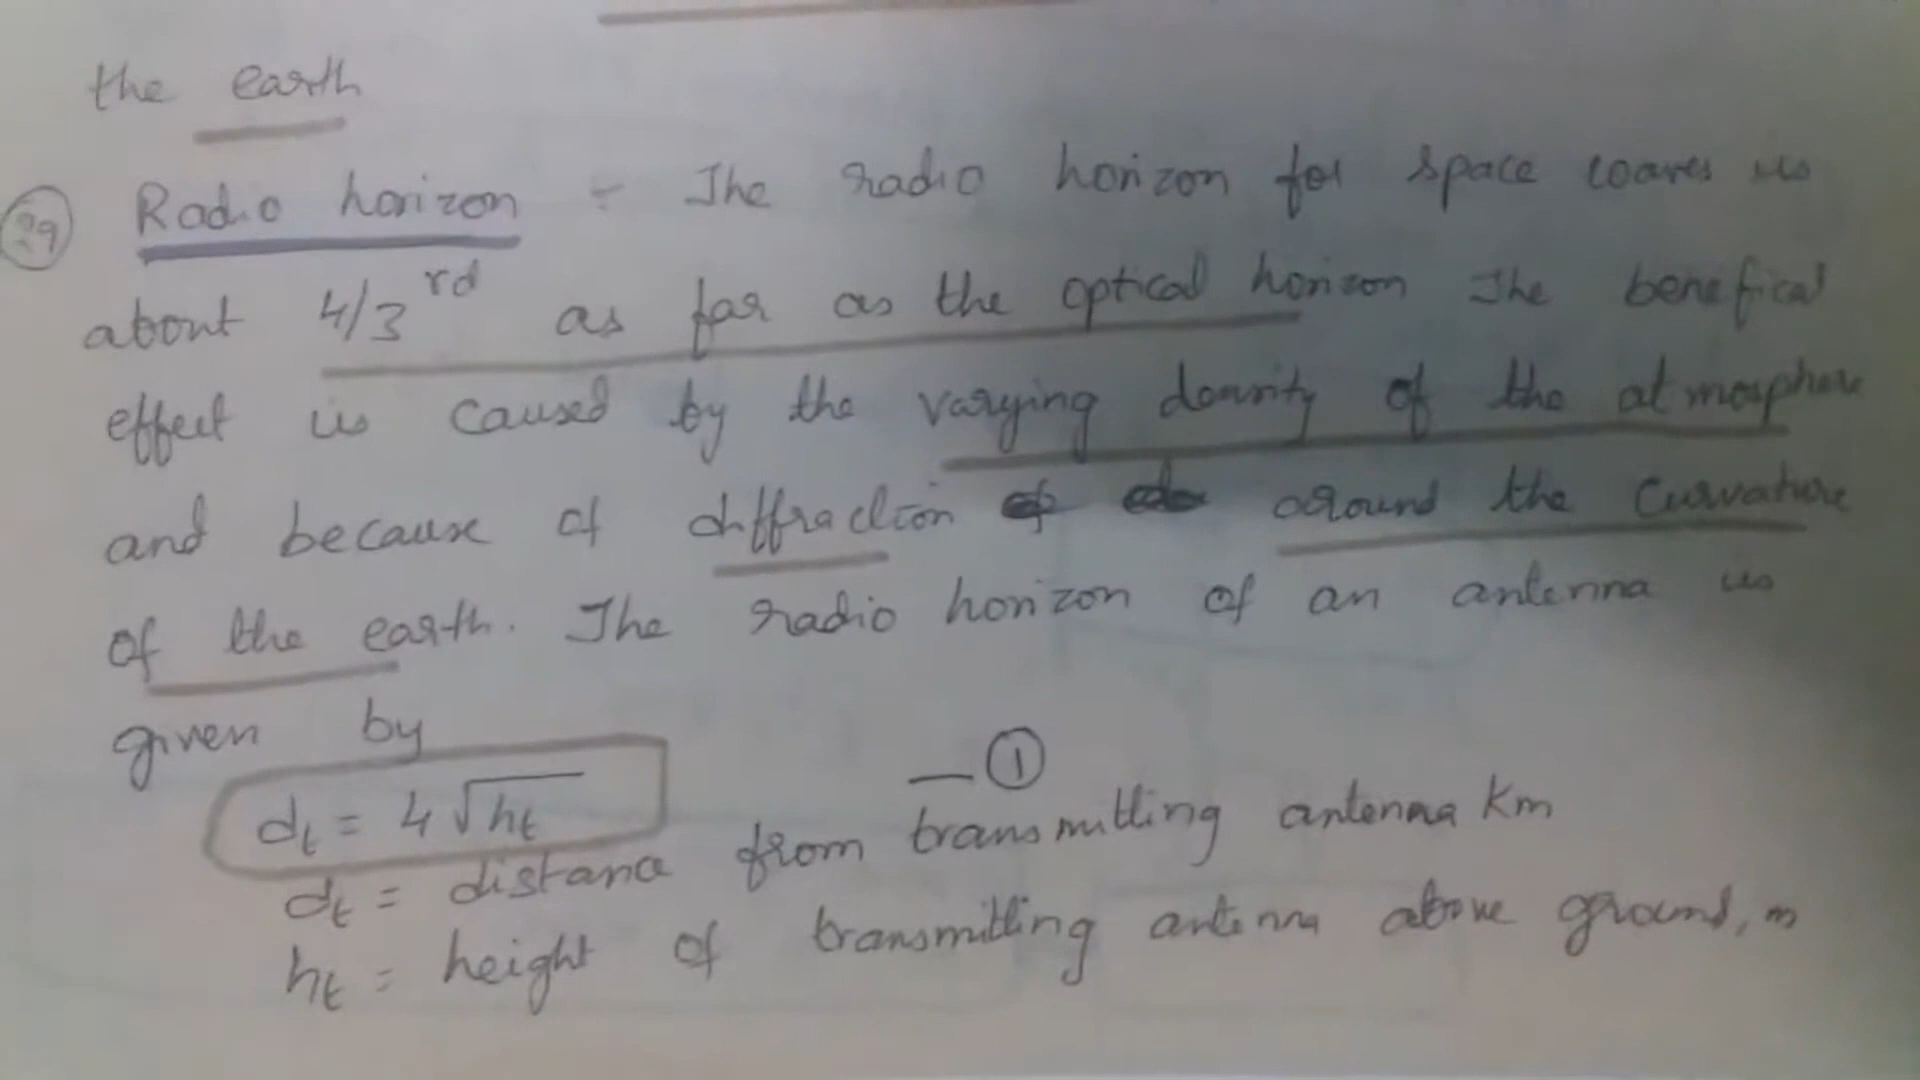 the earth
29 Radio horizon :- The radio horizon for space waves is
about 4/3 rd as far as the optical horizon The benefical
effect is caused by the varying density of the atmosphere
and because of diffraction around the curvature
of the earth. The radio horizon of an antenna is
given by
dt = 4√ht — 1
dt = distance from transmitting antenna Km
ht = height of transmitting antenna above ground, m